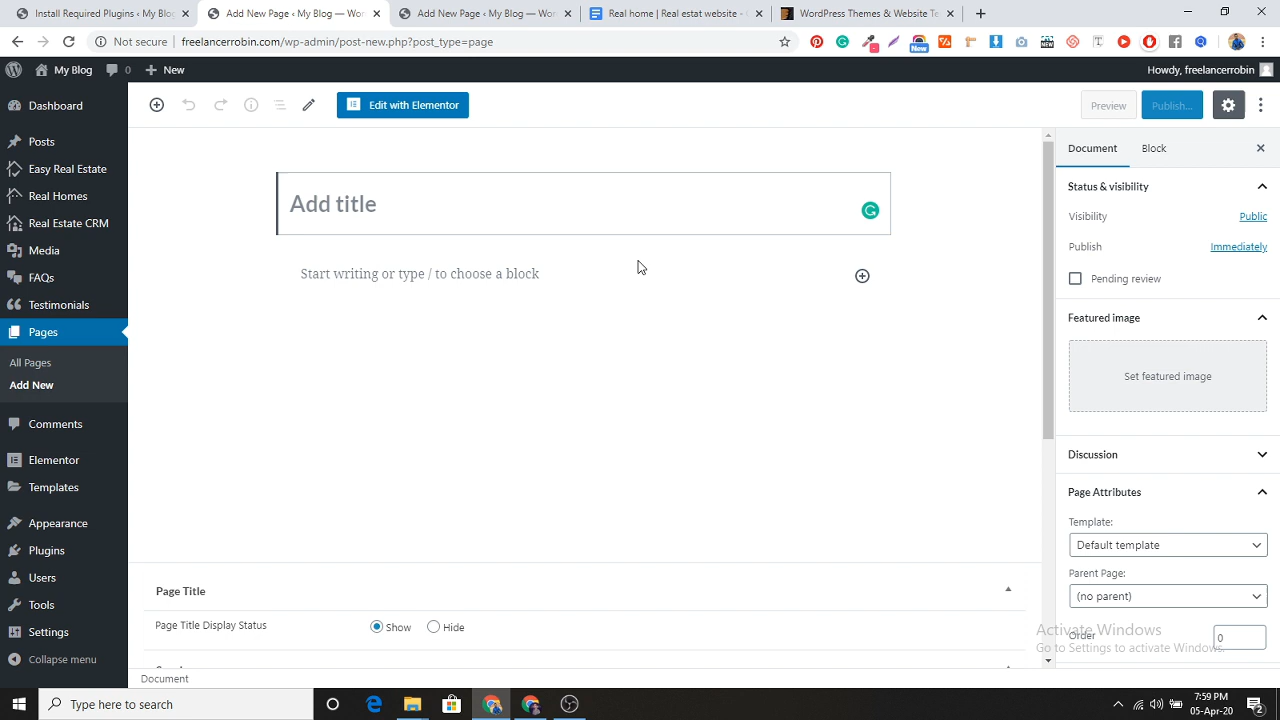 Install Required Plugins ‹ My Blog
Add New Page ‹ My Blog — Wo
Add New Page ‹ My Blog — Wor
Real home | Real estat website -
WordPress Themes & Website Te
Not secure | freelancerrobin.com/wp-admin/post-new.php?post_type=page
New
NEW
My Blog
0
New
Howdy, freelancerrobin
Dashboard
Posts
Easy Real Estate
Real Homes
Real Estate CRM
Media
FAQs
Testimonials
Pages
All Pages
Add New
Comments
Elementor
Templates
Appearance
Plugins
Users
Tools
Settings
Collapse menu
Edit with Elementor
Preview
Publish...
Add title
Start writing or type / to choose a block
Page Title
Page Title Display Status
Show
Hide
Document
Document
Block
Status & visibility
Visibility
Public
Publish
Immediately
Pending review
Featured image
Set featured image
Discussion
Page Attributes
Template:
Default template
Parent Page:
(no parent)
Order
0
Activate Windows
Go to Settings to activate Windows.
Type here to search
7:59 PM
05-Apr-20
2